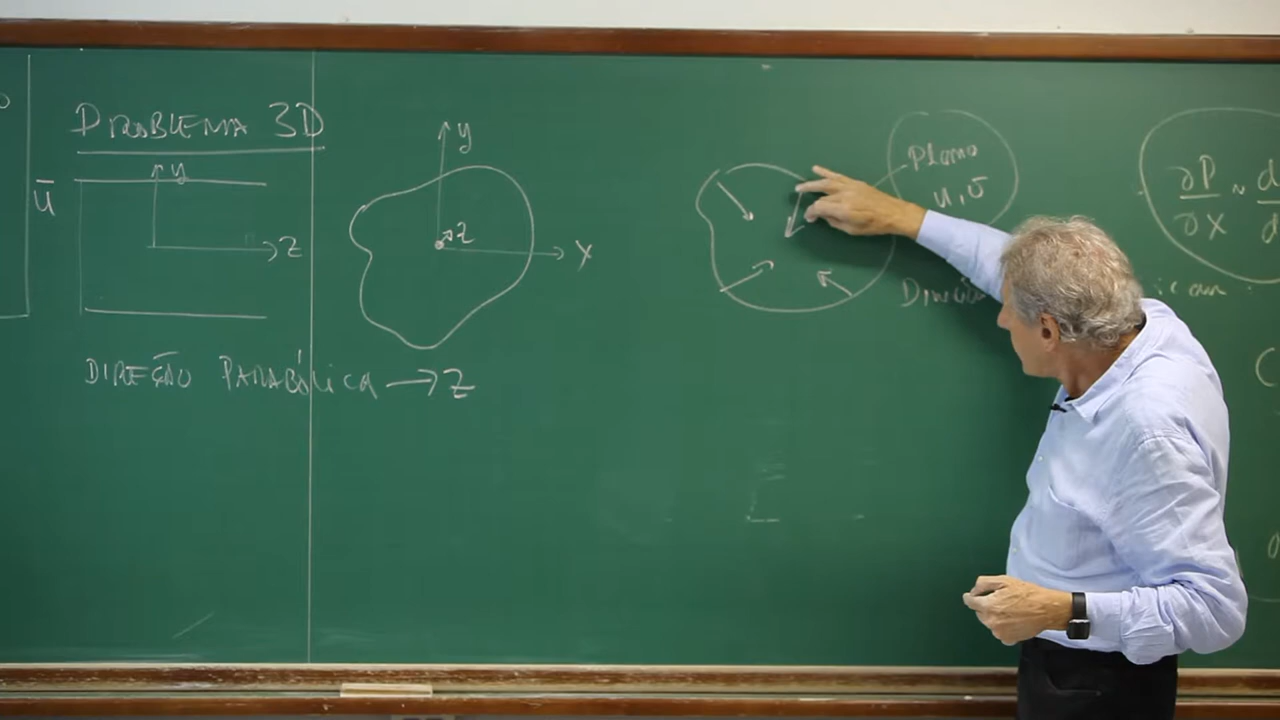 PROBLEMA 3D
y
u̅
z
DIREÇÃO PARABÓLICA → z
y
z
x
Plano
u, v
∂P
∂x
~
d
d